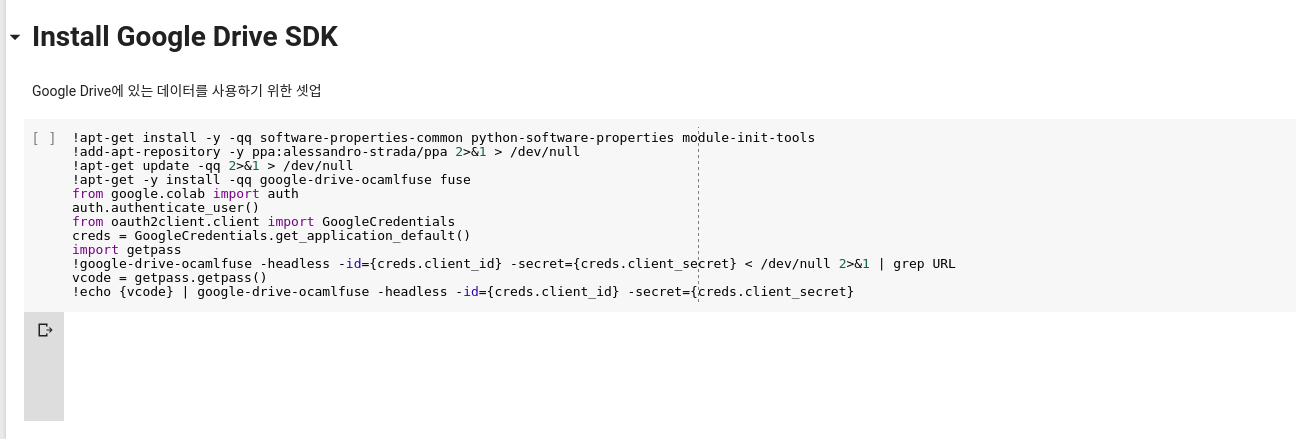 Install Google Drive SDK
Google Drive에 있는 데이터를 사용하기 위한 셋업
[ ] !apt-get install -y -qq software-properties-common python-software-properties module-init-tools
!add-apt-repository -y ppa:alessandro-strada/ppa 2>&1 > /dev/null
!apt-get update -qq 2>&1 > /dev/null
!apt-get -y install -qq google-drive-ocamlfuse fuse
from google.colab import auth
auth.authenticate_user()
from oauth2client.client import GoogleCredentials
creds = GoogleCredentials.get_application_default()
import getpass
!google-drive-ocamlfuse -headless -id={creds.client_id} -secret={creds.client_secret} < /dev/null 2>&1 | grep URL
vcode = getpass.getpass()
!echo {vcode} | google-drive-ocamlfuse -headless -id={creds.client_id} -secret={creds.client_secret}